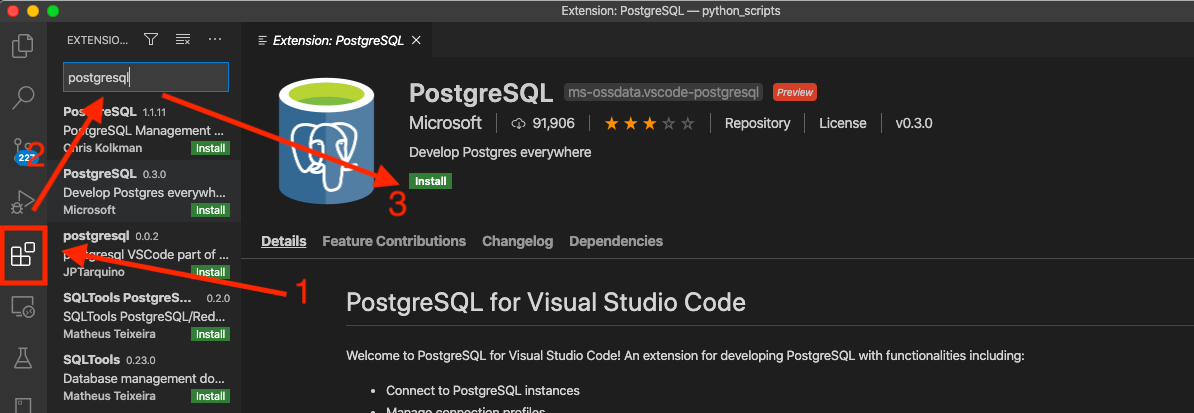 Extension: PostgreSQL — python_scripts
EXTENSIO...
Extension: PostgreSQL
postgresql
PostgreSQL 1.1.11
PostgreSQL Management ...
Chris Kolkman Install
PostgreSQL 0.3.0
Develop Postgres everywh...
Microsoft Install
postgresql 0.0.2
postgresql VSCode part of ...
JPTarquino Install
SQLTools PostgreS... 0.2.0
SQLTools PostgreSQL/Red...
Matheus Teixeira Install
SQLTools 0.23.0
Database management do...
Matheus Teixeira Install
227
2
1
3
PostgreSQL ms-ossdata.vscode-postgresql Preview
Microsoft 91,906 Repository License v0.3.0
Develop Postgres everywhere
Install
Details Feature Contributions Changelog Dependencies
PostgreSQL for Visual Studio Code
Welcome to PostgreSQL for Visual Studio Code! An extension for developing PostgreSQL with functionalities including:
• Connect to PostgreSQL instances
• Manage connection profiles